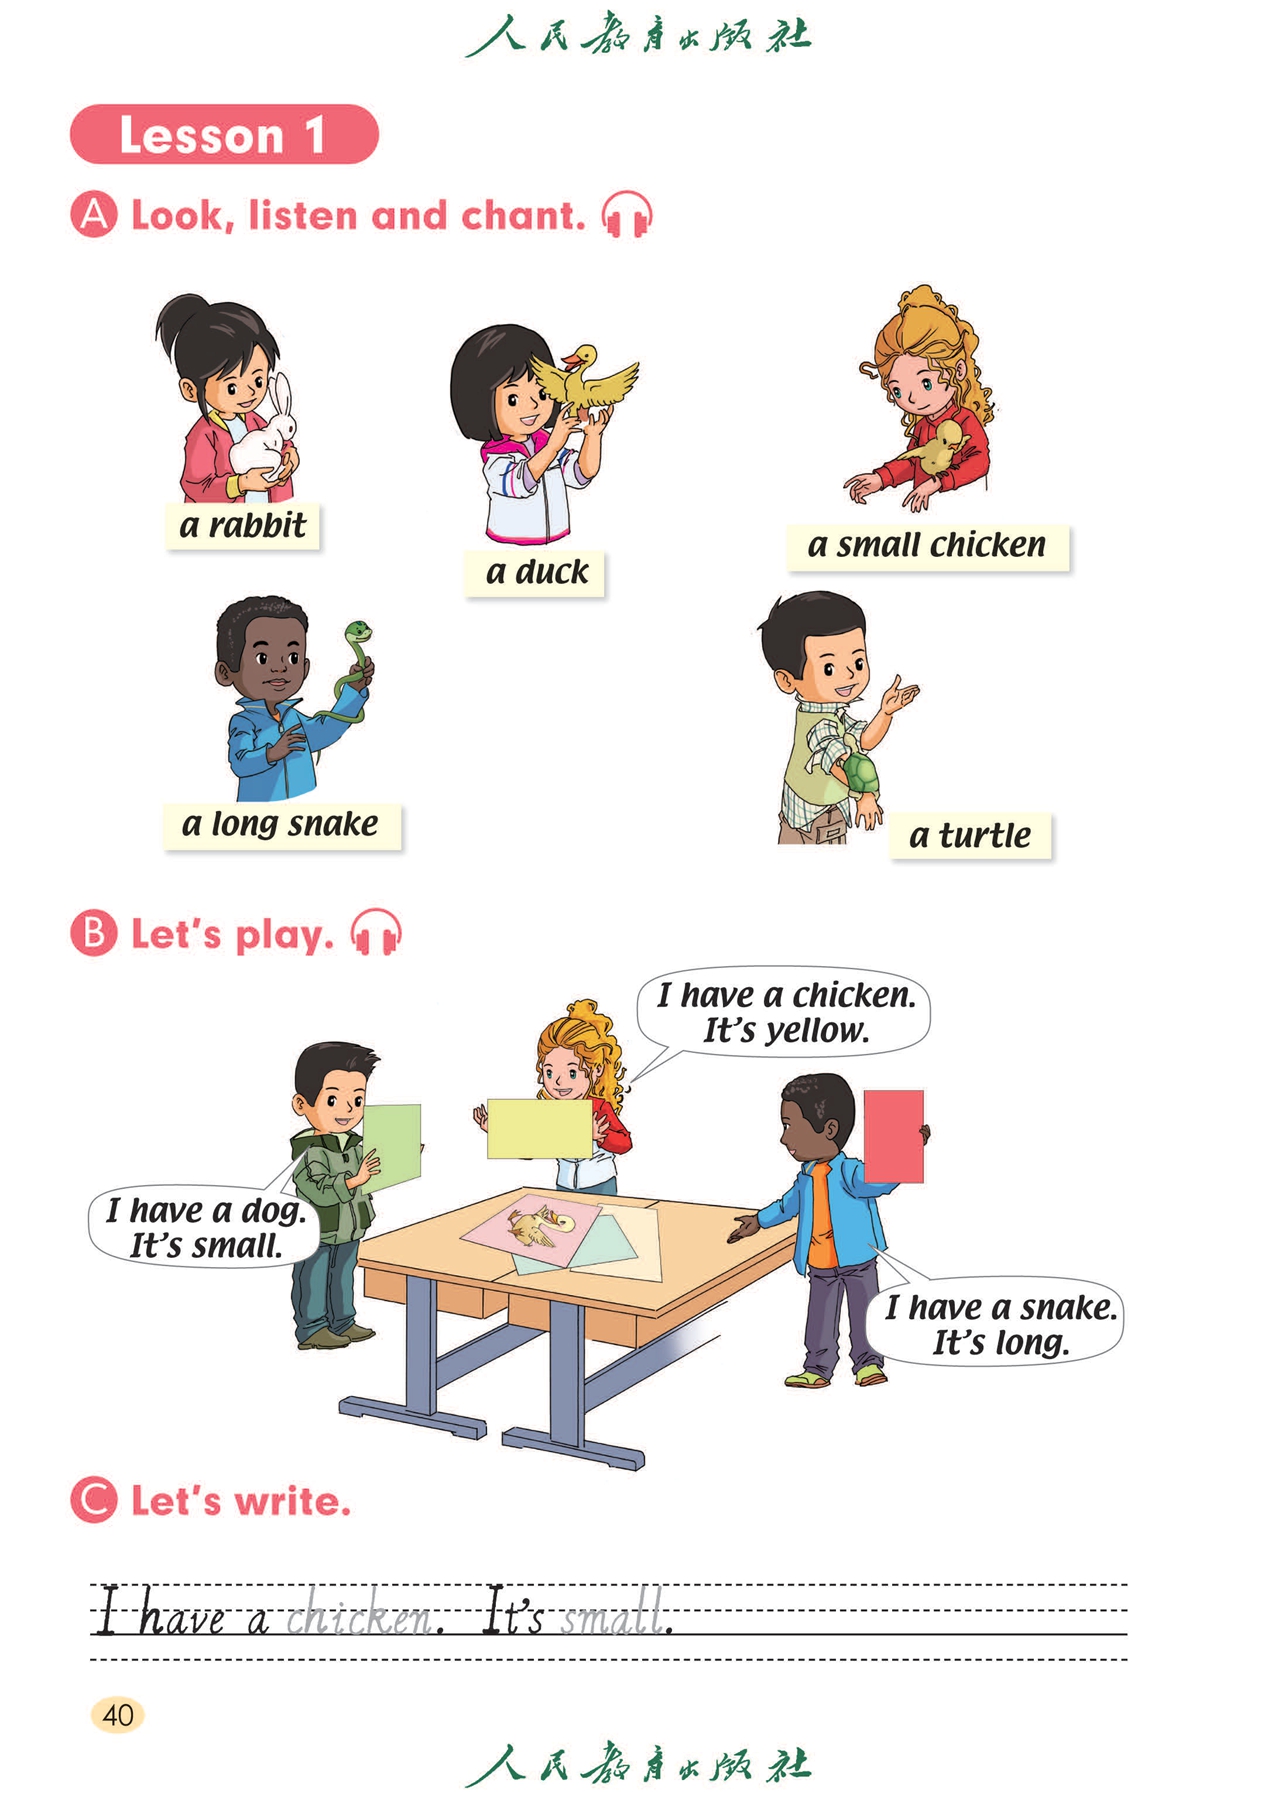 人民教育出版社
Lesson 1
A Look, listen and chant.
a rabbit
a duck
a small chicken
a long snake
a turtle
B Let's play.
I have a chicken.
It's yellow.
I have a dog.
It's small.
I have a snake.
It's long.
C Let's write.
I have a chicken. It's small.
40
人民教育出版社